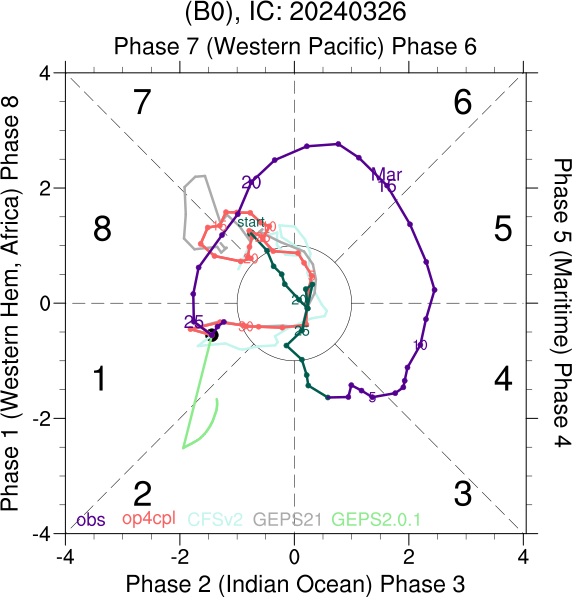 (B0), IC: 20240326
Phase 7 (Western Pacific) Phase 6
Phase 1 (Western Hem, Africa) Phase 8
Phase 5 (Maritime) Phase 4
4
7
6
Mar
20
15
2
start
8
5
20
0
25
30
10
1
4
5
-2
2
3
obs op4cpl CFSv2 GEPS21 GEPS2.0.1
-4
-4 -2 0 2 4
Phase 2 (Indian Ocean) Phase 3